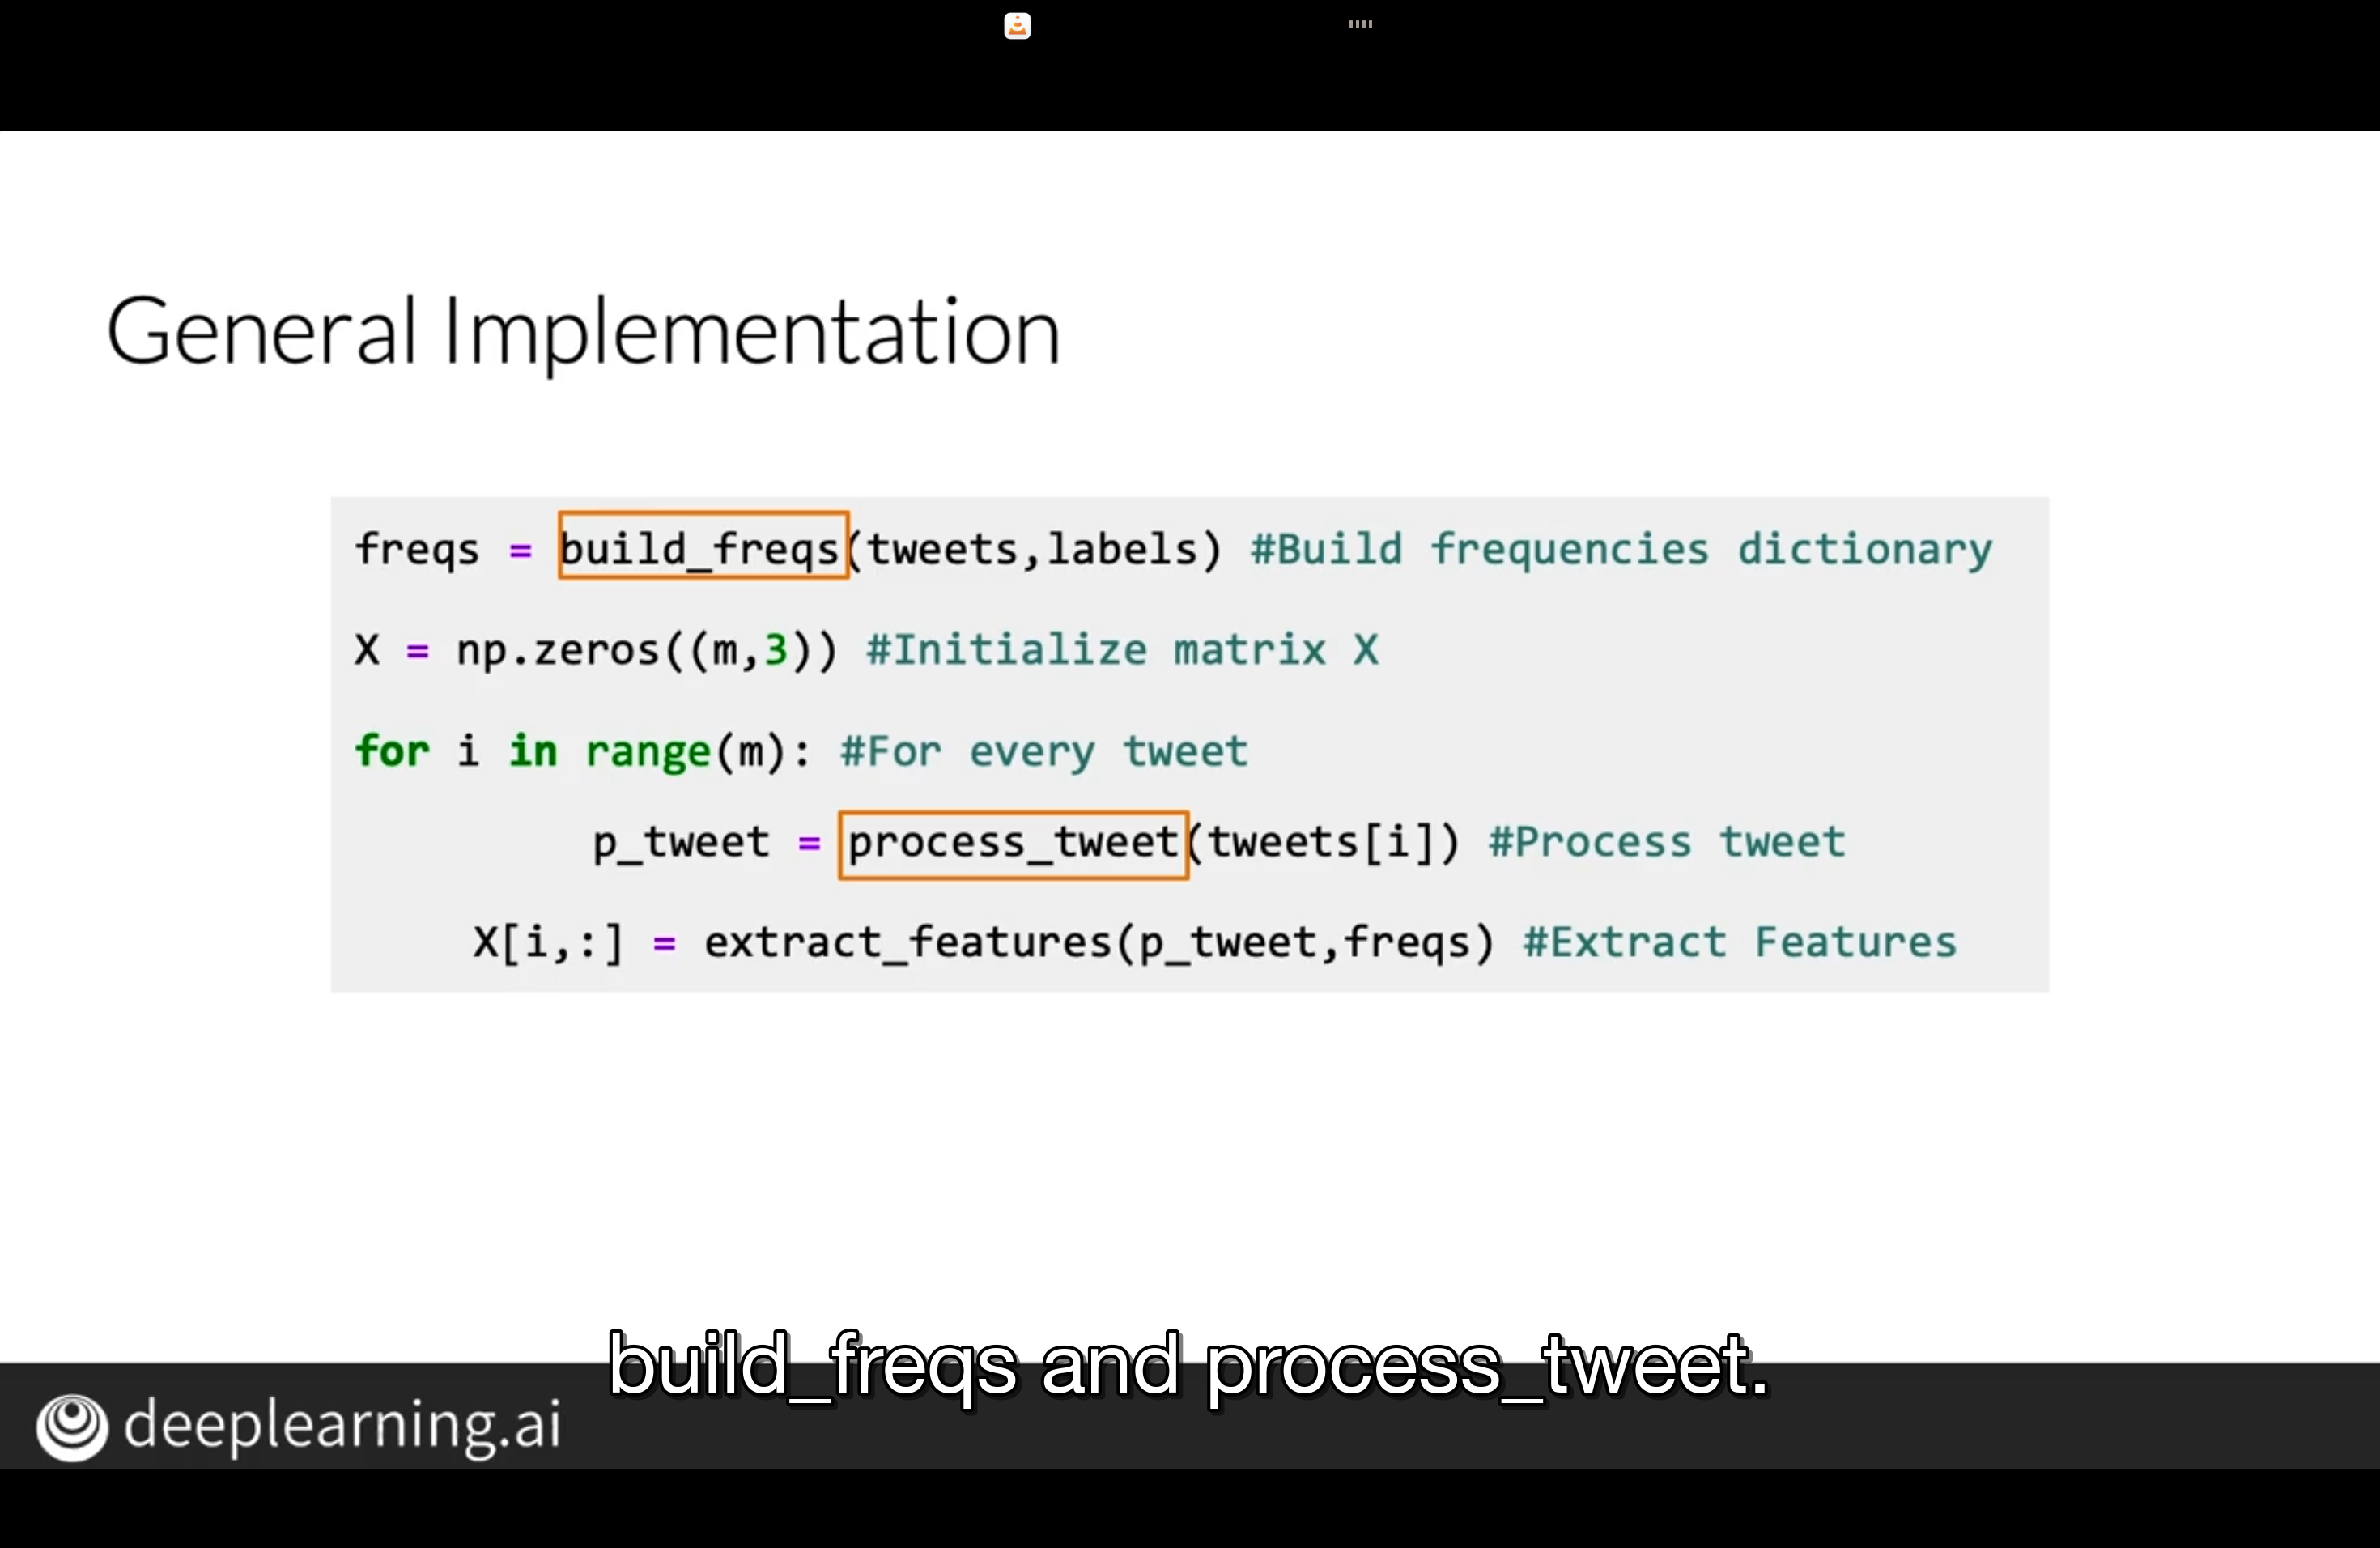 General Implementation
freqs = build_freqs(tweets,labels) #Build frequencies dictionary
X = np.zeros((m,3)) #Initialize matrix X
for i in range(m): #For every tweet
p_tweet = process_tweet(tweets[i]) #Process tweet
X[i,:] = extract_features(p_tweet,freqs) #Extract Features
build_freqs and process_tweet.
deeplearning.ai